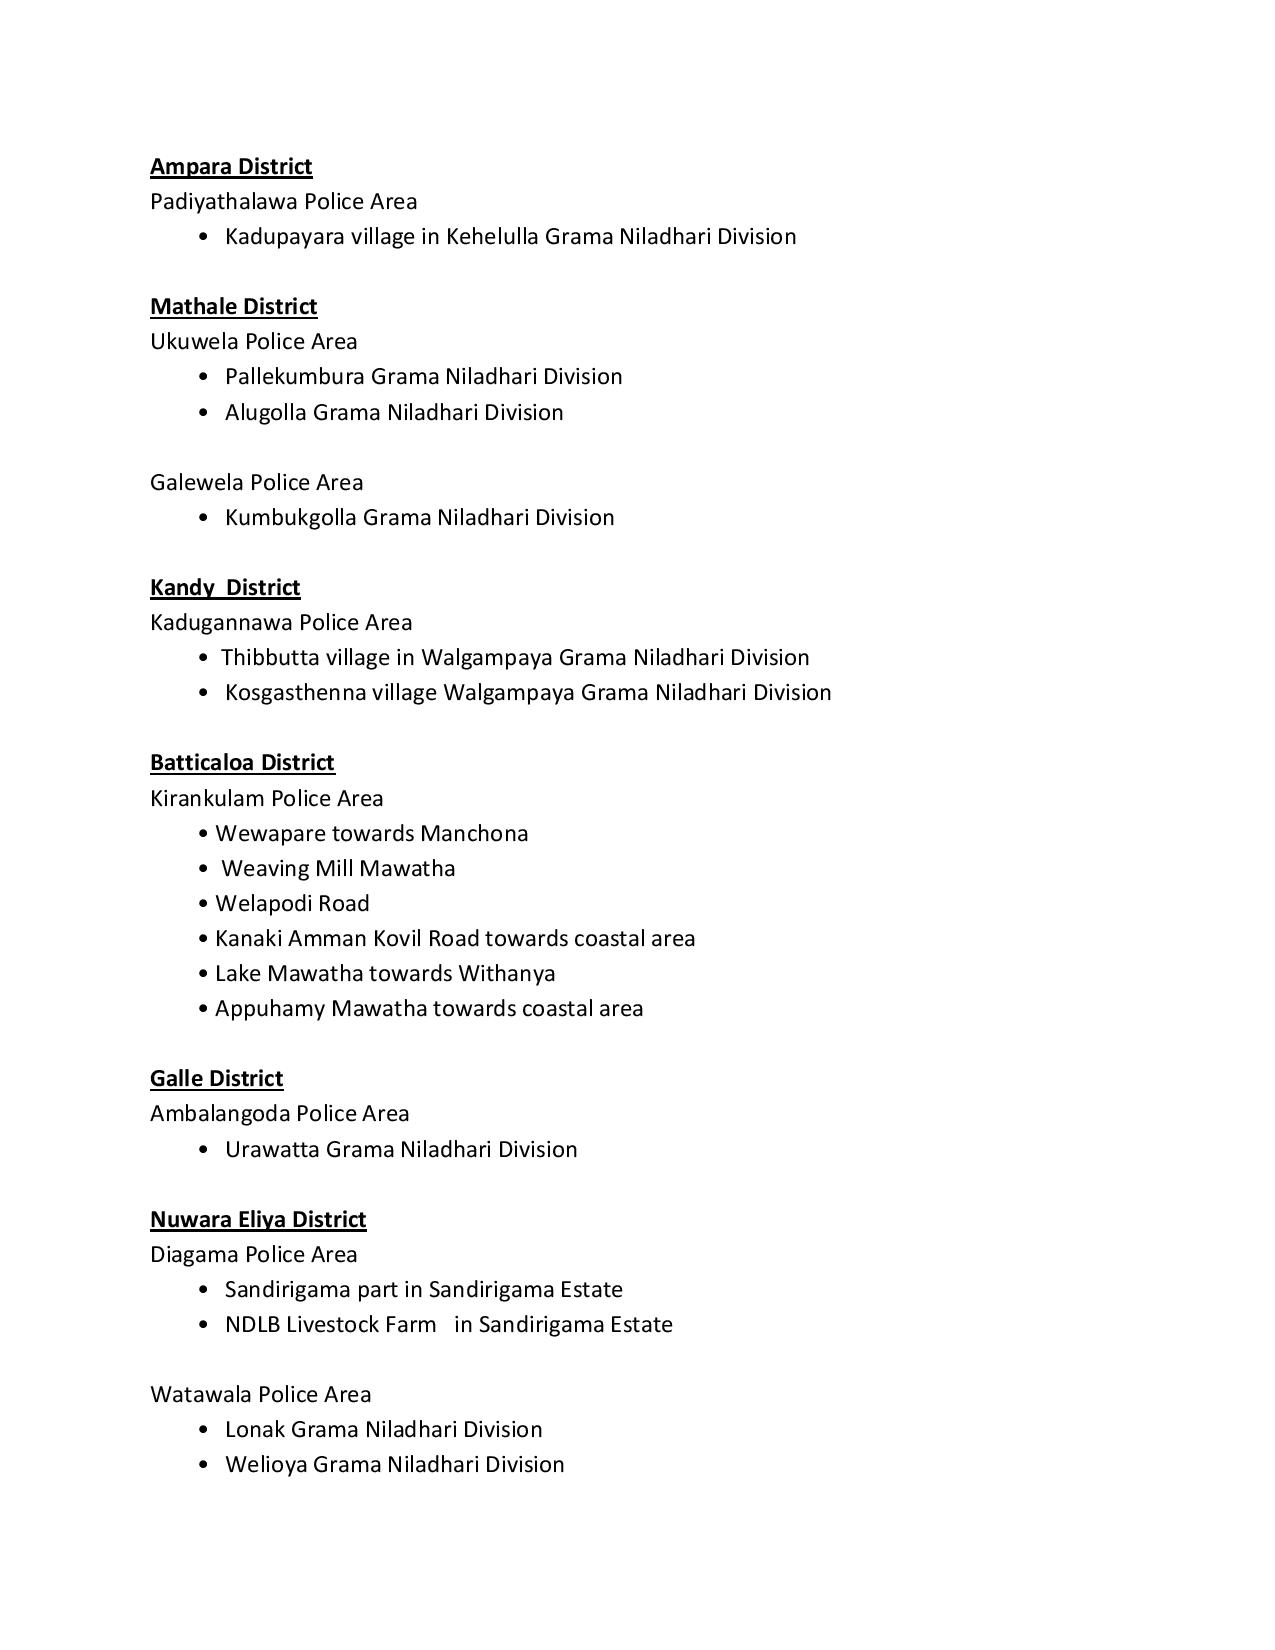 Ampara District
Padiyathalawa Police Area
• Kadupayara village in Kehelulla Grama Niladhari Division
Mathale District
Ukuwela Police Area
• Pallekumbura Grama Niladhari Division
• Alugolla Grama Niladhari Division
Galewela Police Area
• Kumbukgolla Grama Niladhari Division
Kandy  District
Kadugannawa Police Area
• Thibbutta village in Walgampaya Grama Niladhari Division
• Kosgasthenna village Walgampaya Grama Niladhari Division
Batticaloa District
Kirankulam Police Area
• Wewapare towards Manchona
• Weaving Mill Mawatha
• Welapodi Road
• Kanaki Amman Kovil Road towards coastal area
• Lake Mawatha towards Withanya
• Appuhamy Mawatha towards coastal area
Galle District
Ambalangoda Police Area
• Urawatta Grama Niladhari Division
Nuwara Eliya District
Diagama Police Area
• Sandirigama part in Sandirigama Estate
• NDLB Livestock Farm   in Sandirigama Estate
Watawala Police Area
• Lonak Grama Niladhari Division
• Welioya Grama Niladhari Division